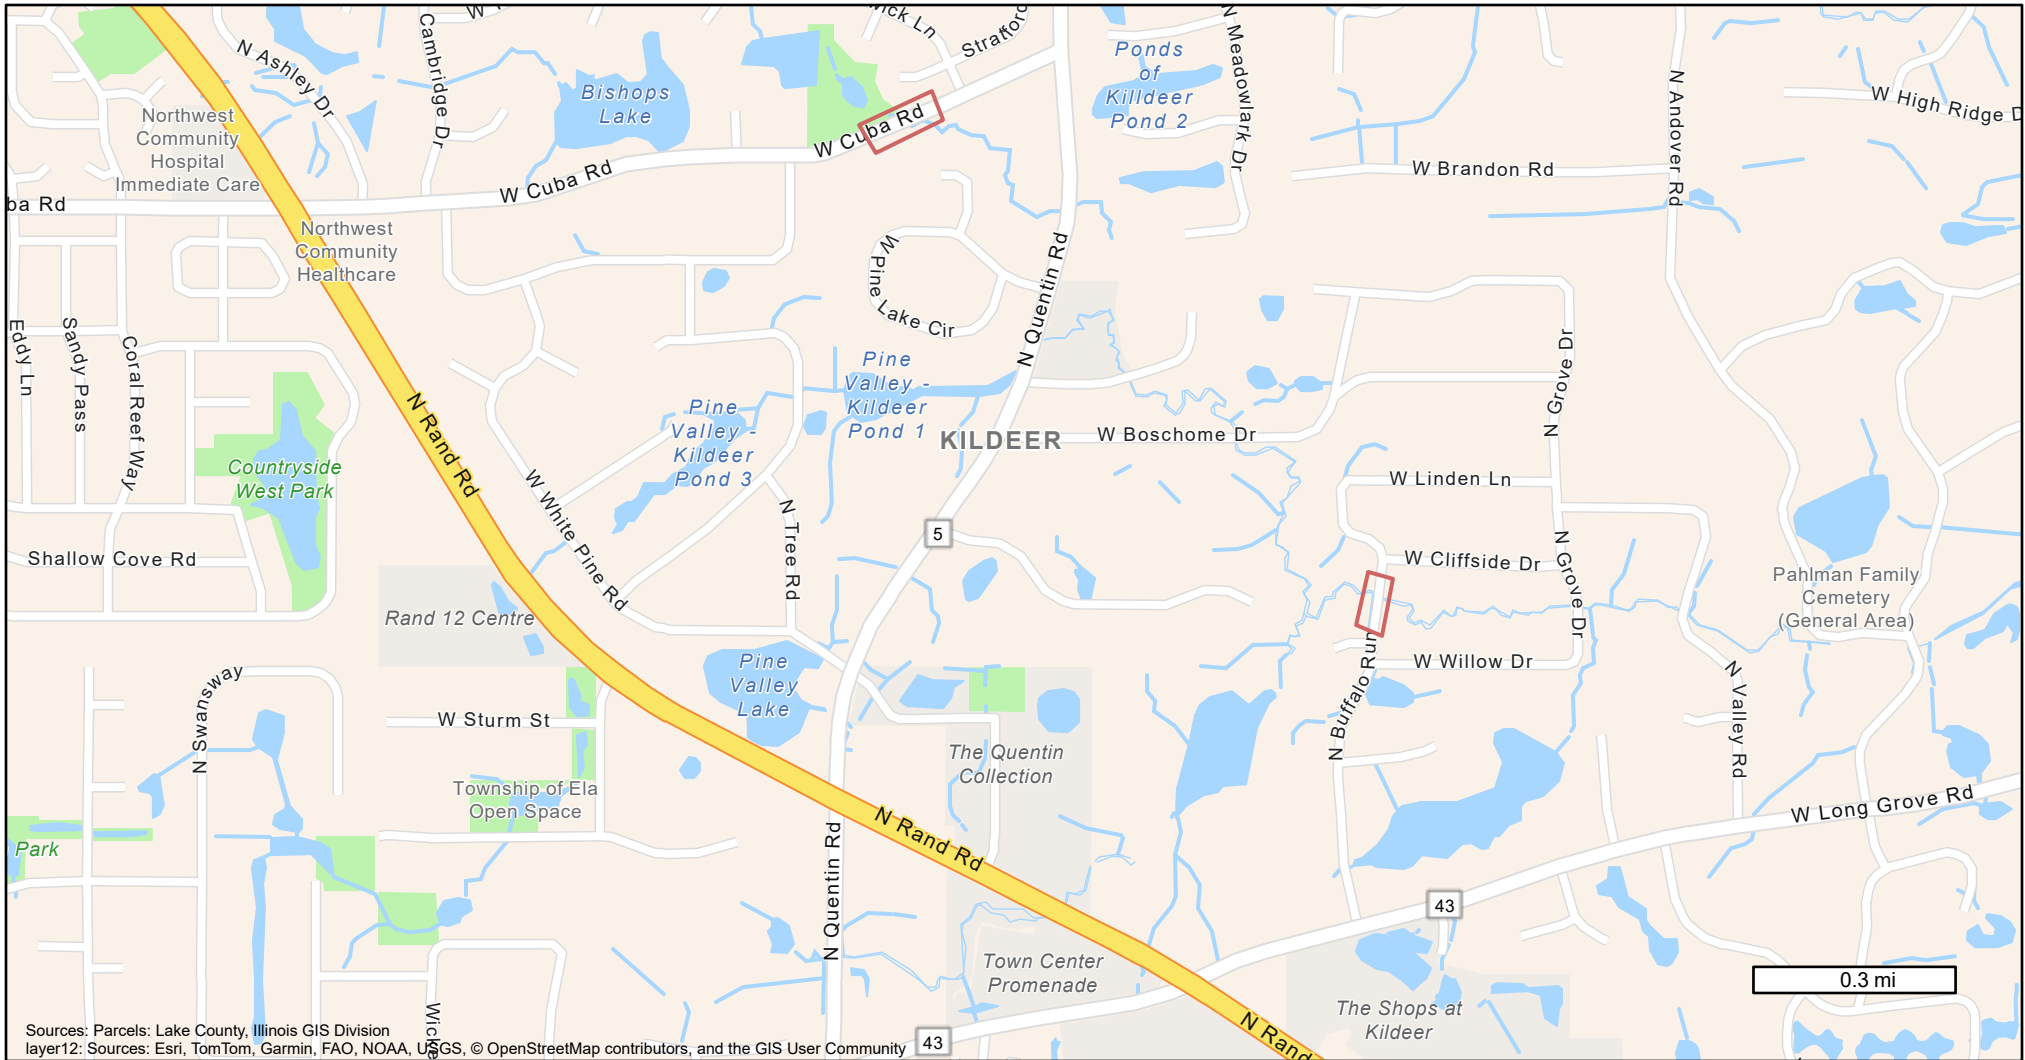 W
Cambridge Dr
wick Ln
Strafford
N Meadowlark Dr
N Ashley Dr
Ponds
of
Killdeer
Pond 2
N Andover Rd
W High Ridge D
Bishops
Lake
Northwest
Community
Hospital
Immediate Care
W Cuba Rd
W Cuba Rd
W Brandon Rd
ba Rd
Northwest
Community
Healthcare
W Pine
Lake Cir
N Quentin Rd
Eddy Ln
Sandy Pass
Coral Reef Way
N Grove Dr
Pine
Valley -
Kildeer
Pond 1
Pine
Valley -
Kildeer
Pond 3
N Rand Rd
KILDEER
W Boschome Dr
Countryside
West Park
W Linden Ln
W White Pine Rd
N Tree Rd
5
Shallow Cove Rd
W Cliffside Dr
N Grove Dr
Pahlman Family
Cemetery
(General Area)
Rand 12 Centre
N Buffalo Run
W Willow Dr
Pine
Valley
Lake
N Swansway
N Valley Rd
W Sturm St
The Quentin
Collection
Township of Ela
Open Space
N Rand Rd
W Long Grove Rd
N Quentin Rd
Park
43
Town Center
Promenade
0.3 mi
The Shops at
Kildeer
Wicke
N Rand
43
Sources: Parcels: Lake County, Illinois GIS Division
layer12: Sources: Esri, TomTom, Garmin, FAO, NOAA, USGS, © OpenStreetMap contributors, and the GIS User Community